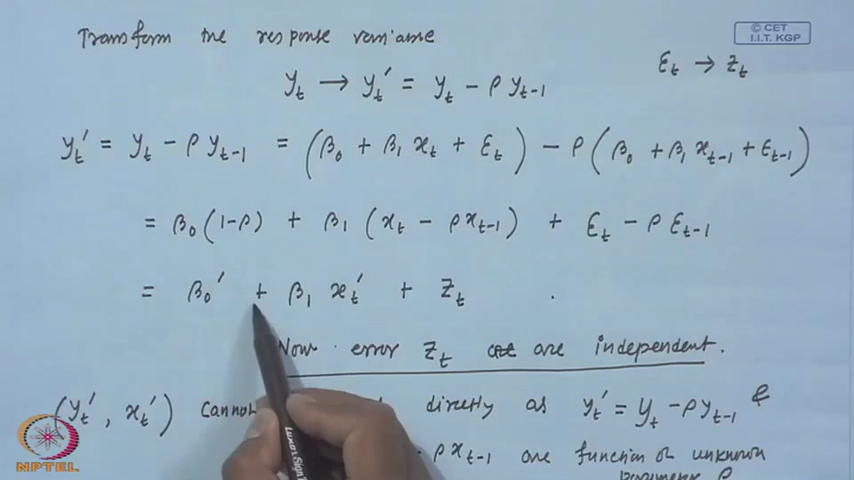 © CET
I.I.T. KGP
Transform the response variable
ε_t → Z_t
y_t → y_t' = y_t − ρ y_{t-1}
y_t' = y_t − ρ y_{t-1} = (β_0 + β_1 x_t + ε_t) − ρ (β_0 + β_1 x_{t-1} + ε_{t-1})
= β_0 (1-ρ) + β_1 (x_t − ρ x_{t-1}) + ε_t − ρ ε_{t-1}
= β_0' + β_1 x_t' + Z_t .
Now error Z_t are independent.
(y_t', x_t') directly as y_t' = y_t − ρ y_{t-1} &
ρ x_{t-1} are function of unknown
parameter ρ
NPTEL